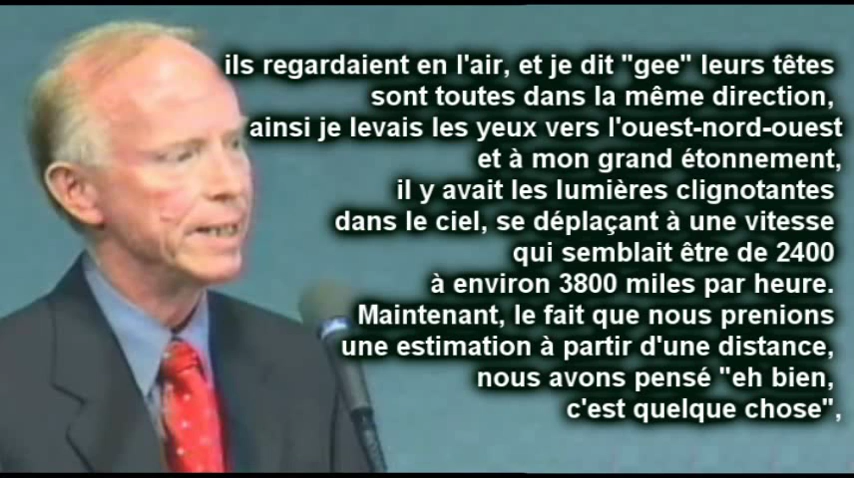 ils regardaient en l'air, et je dit "gee" leurs têtes
sont toutes dans la même direction,
ainsi je levais les yeux vers l'ouest-nord-ouest
et à mon grand étonnement,
il y avait les lumières clignotantes
dans le ciel, se déplaçant à une vitesse
qui semblait être de 2400
à environ 3800 miles par heure.
Maintenant, le fait que nous prenions
une estimation à partir d'une distance,
nous avons pensé "eh bien,
c'est quelque chose",